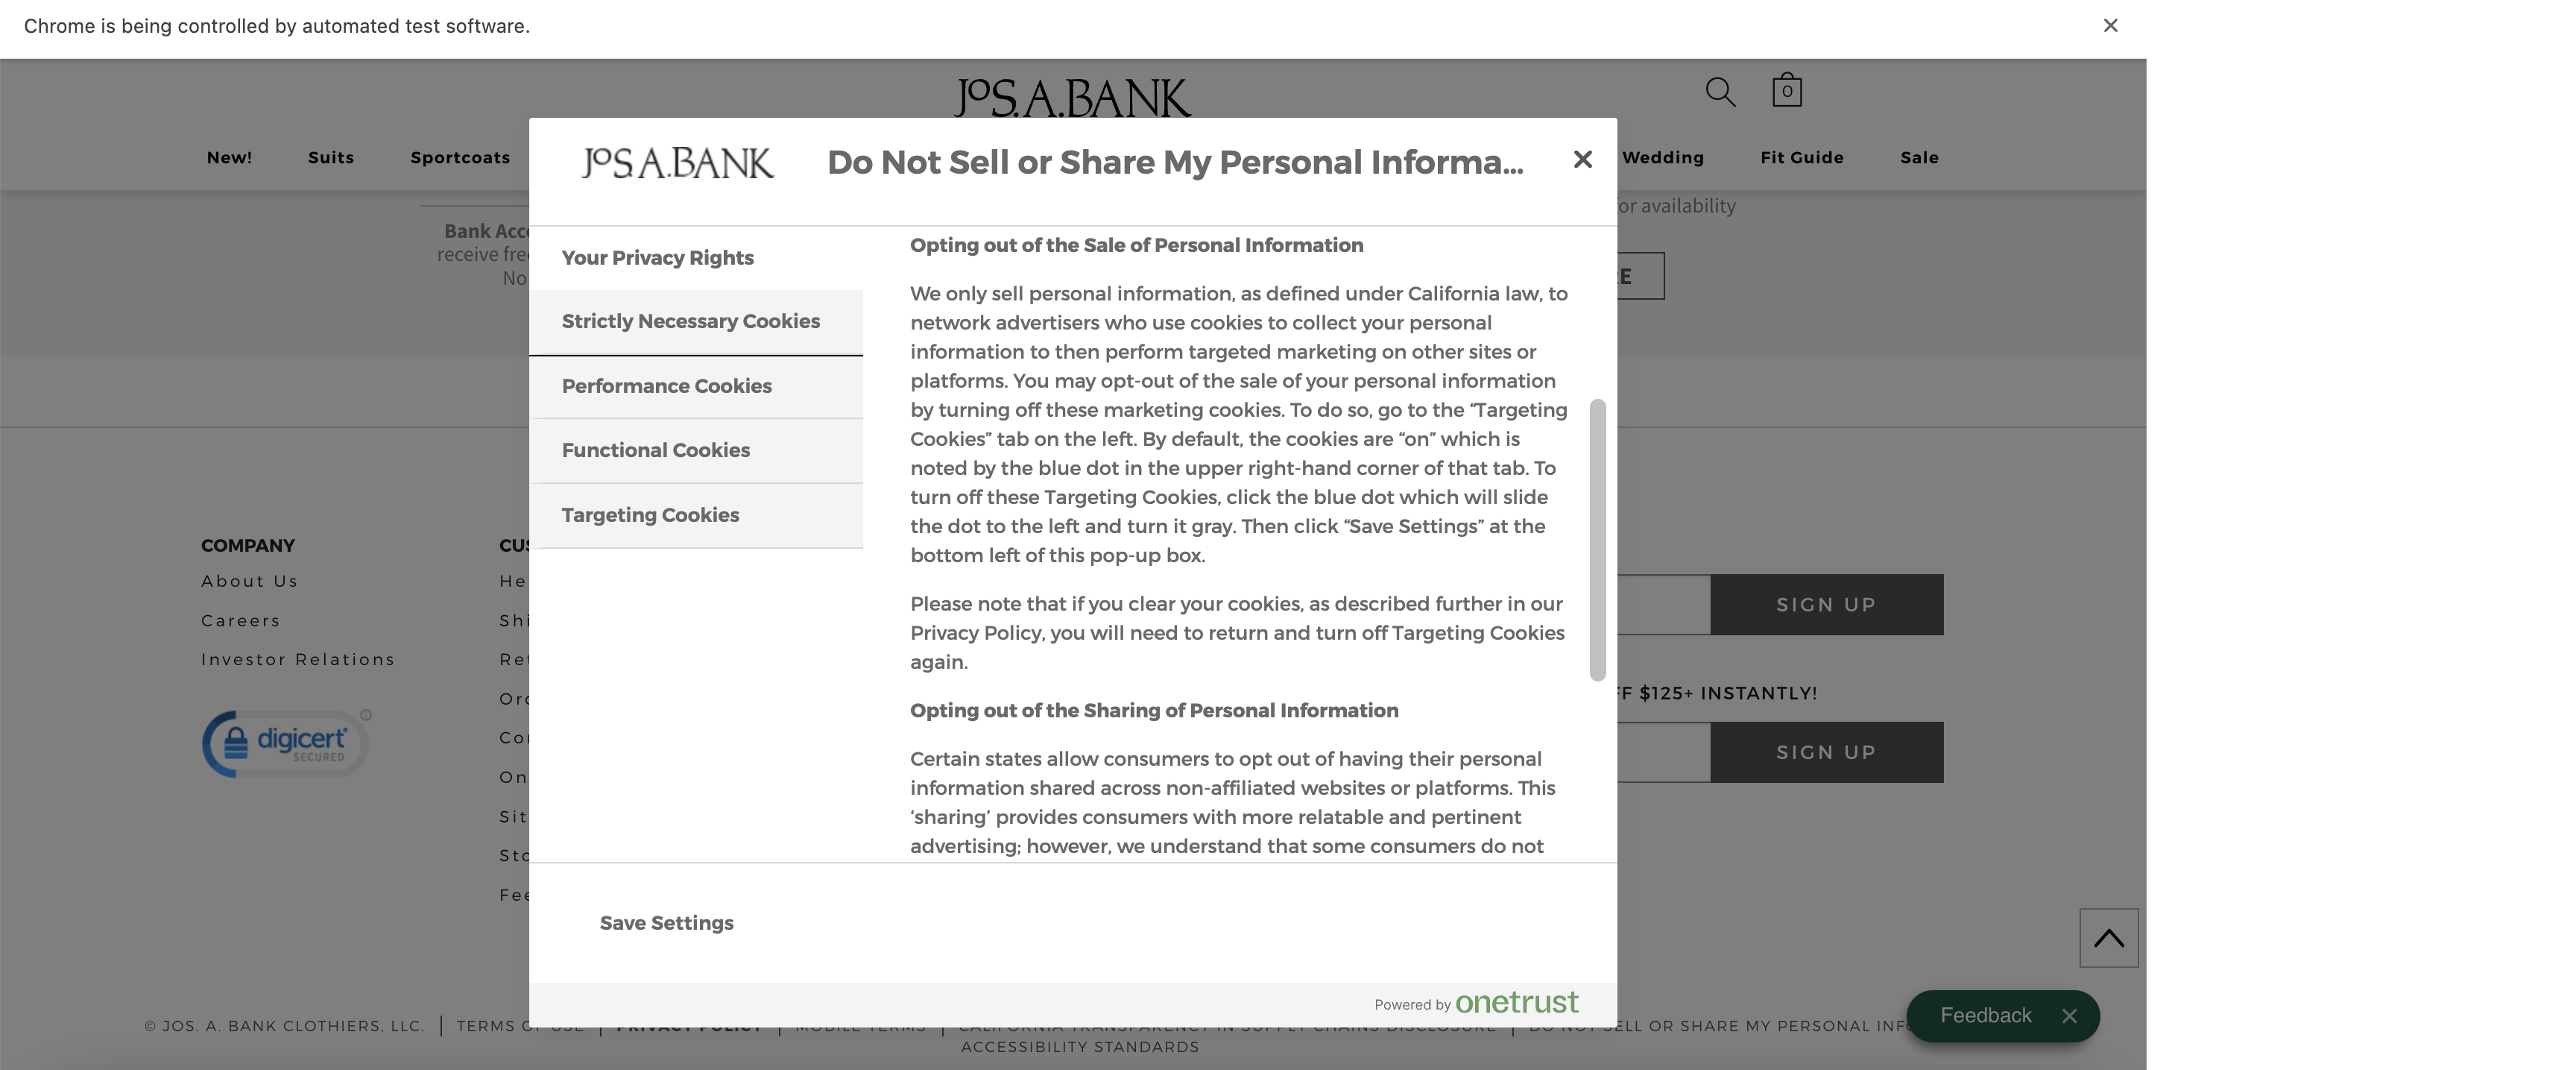 Chrome is being controlled by automated test software.
JOS. A. BANK
0
New! Suits Sportcoats Wedding Fit Guide Sale
JOS. A. BANK
Do Not Sell or Share My Personal Informa...
for availability
Bank Acc
receive fre
No
RE
Your Privacy Rights
Strictly Necessary Cookies
Performance Cookies
Functional Cookies
Targeting Cookies
Opting out of the Sale of Personal Information
We only sell personal information, as defined under California law, to
network advertisers who use cookies to collect your personal
information to then perform targeted marketing on other sites or
platforms. You may opt-out of the sale of your personal information
by turning off these marketing cookies. To do so, go to the “Targeting
Cookies” tab on the left. By default, the cookies are “on” which is
noted by the blue dot in the upper right-hand corner of that tab. To
turn off these Targeting Cookies, click the blue dot which will slide
the dot to the left and turn it gray. Then click “Save Settings” at the
bottom left of this pop-up box.
Please note that if you clear your cookies, as described further in our
Privacy Policy, you will need to return and turn off Targeting Cookies
again.
Opting out of the Sharing of Personal Information
Certain states allow consumers to opt out of having their personal
information shared across non-affiliated websites or platforms. This
‘sharing’ provides consumers with more relatable and pertinent
advertising; however, we understand that some consumers do not
Save Settings
Powered by onetrust
COMPANY
About Us
Careers
Investor Relations
digicert
SECURED
CUS
He
Shi
Ret
Ord
Co
On
Sit
Sto
Fee
SIGN UP
FF $125+ INSTANTLY!
SIGN UP
Feedback
© JOS. A. BANK CLOTHIERS, LLC. TERMS OF USE PRIVACY POLICY MOBILE TERMS CALIFORNIA TRANSPARENCY IN SUPPLY CHAINS DISCLOSURE DO NOT SELL OR SHARE MY PERSONAL INFO
ACCESSIBILITY STANDARDS